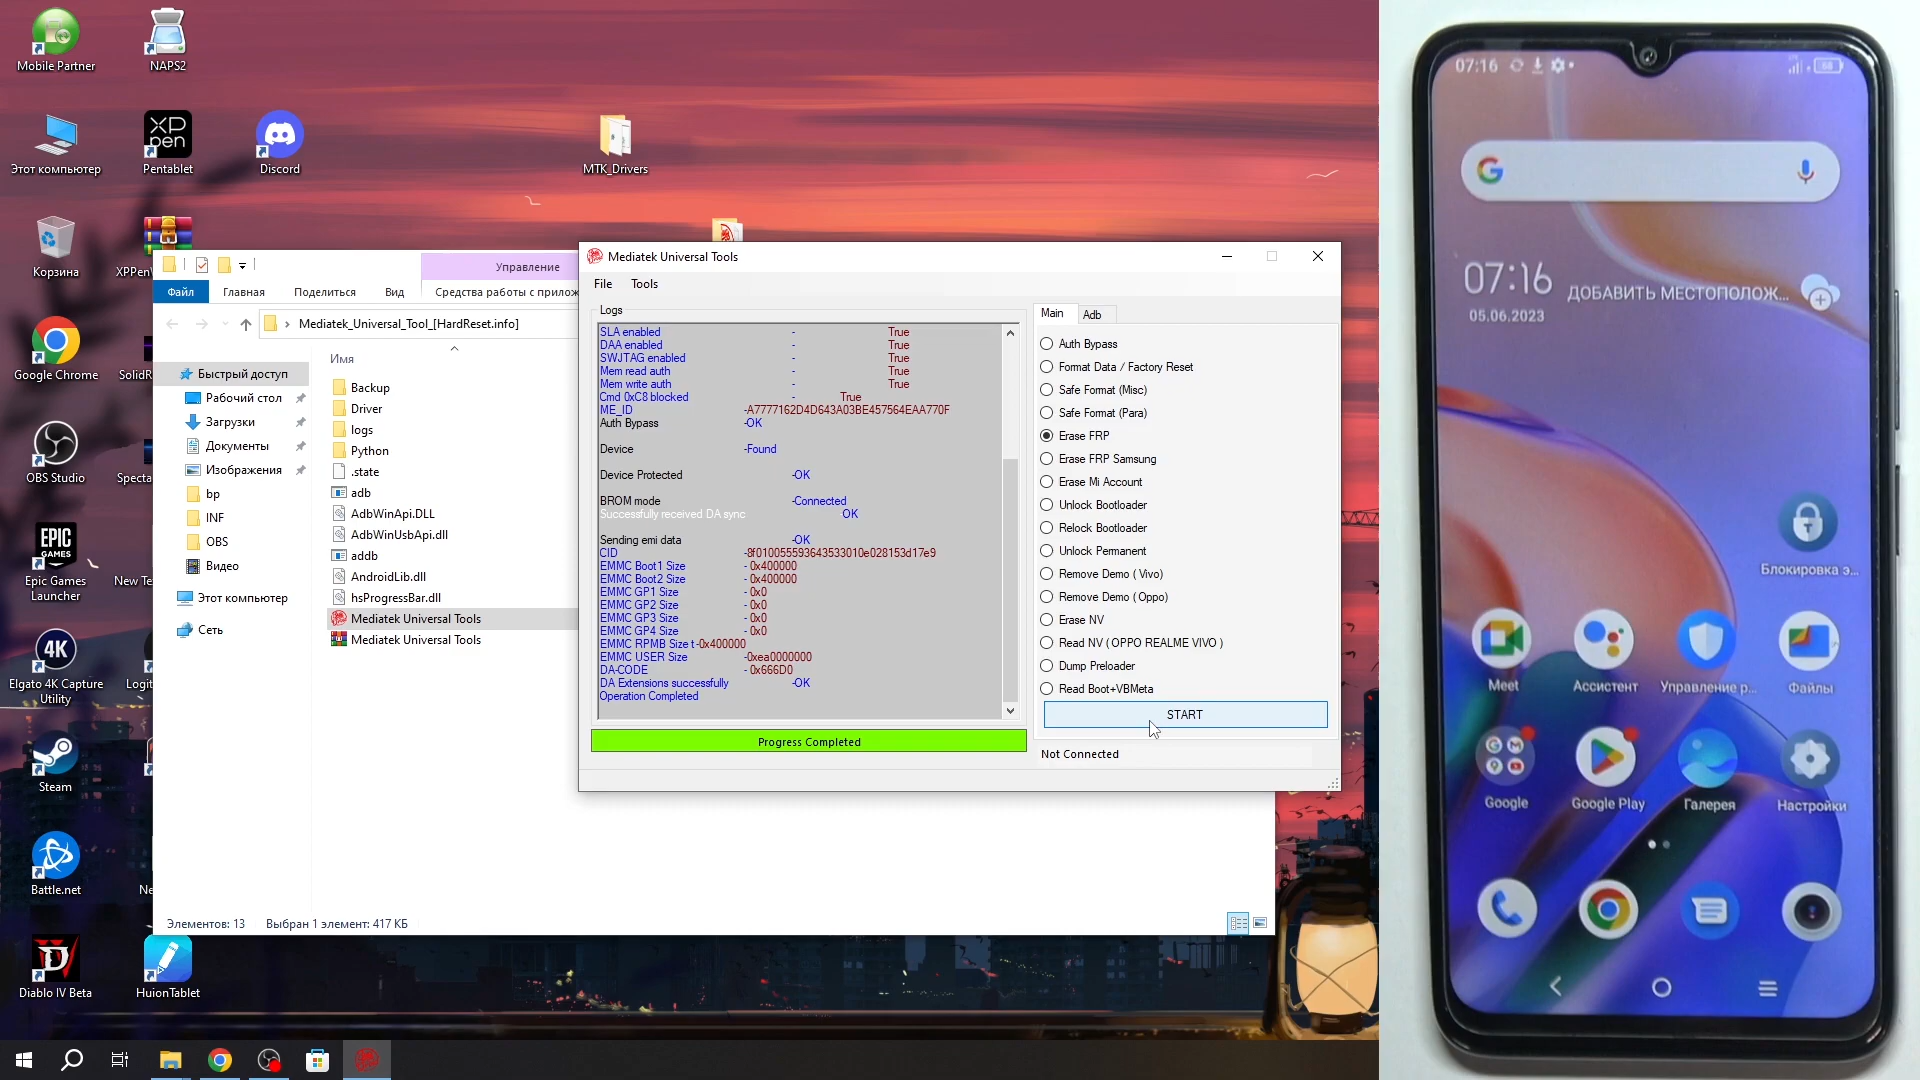 Mobile Partner
NAPS2
Этот компьютер
XP
pen
Pentablet
Discord
MTK_Drivers
Корзина
Google Chrome
OBS Studio
EPIC
GAMES
Epic Games
Launcher
4K
Elgato 4K Capture
Utility
Steam
Battle.net
Diablo IV Beta
HuionTablet
Управление
Файл
Главная
Поделиться
Вид
Mediatek_Universal_Tool_[HardReset.info]
Имя
Быстрый доступ
Рабочий стол
Загрузки
Документы
Изображения
bp
INF
OBS
Видео
Этот компьютер
Сеть
Backup
Driver
logs
Python
.state
adb
AdbWinApi.DLL
AdbWinUsbApi.dll
addb
AndroidLib.dll
hsProgressBar.dll
Mediatek Universal Tools
Mediatek Universal Tools
Элементов: 13 Выбран 1 элемент: 417 КБ
Mediatek Universal Tools
File Tools
Logs
SLA enabled - True
DAA enabled - True
SWJTAG enabled - True
Mem read auth - True
Mem write auth - True
Cmd 0xC8 blocked - True
ME_ID -A7777162D4D643A03BE457564EAA770F
Auth Bypass -OK
Device -Found
Device Protected -OK
BROM mode -Connected
Successfully received DA sync OK
Sending emi data -OK
CID -8f010055593643533010e028153d17e9
EMMC Boot1 Size - 0x400000
EMMC Boot2 Size - 0x400000
EMMC GP1 Size - 0x0
EMMC GP2 Size - 0x0
EMMC GP3 Size - 0x0
EMMC GP4 Size - 0x0
EMMC RPMB Size t -0x400000
EMMC USER Size -0xea0000000
DA-CODE - 0x666D0
DA Extensions successfully -OK
Operation Completed
Progress Completed
Main Adb
Auth Bypass
Format Data / Factory Reset
Safe Format (Misc)
Safe Format (Para)
Erase FRP
Erase FRP Samsung
Erase Mi Account
Unlock Bootloader
Relock Bootloader
Unlock Permanent
Remove Demo ( Vivo)
Remove Demo ( Oppo)
Erase NV
Read NV ( OPPO REALME VIVO )
Dump Preloader
Read Boot+VBMeta
START
Not Connected
07:16
68
07:16
05.06.2023
ДОБАВИТЬ МЕСТОПОЛОЖ...
Блокировка э...
Meet
Ассистент
Управление р...
Файлы
Google
Google Play
Галерея
Настройки